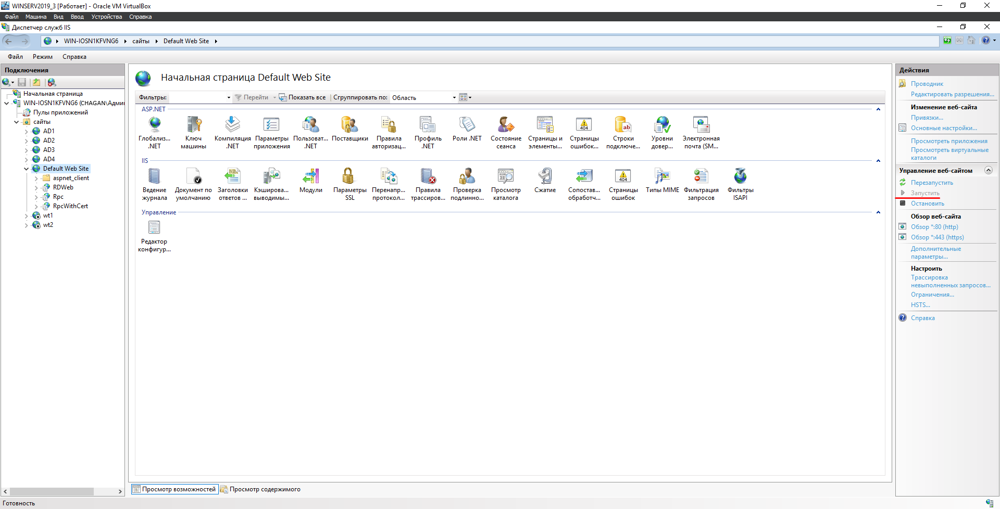 WINSERV2019_3 [Работает] - Oracle VM VirtualBox
Файл Машина Вид Ввод Устройства Справка
Диспетчер служб IIS
WIN-IOSN1KFVNG6 сайты Default Web Site
Файл Режим Справка
Подключения
Начальная страница
WIN-IOSN1KFVNG6 (CHAGAN\Админ
Пулы приложений
сайты
AD1
AD2
AD3
AD4
Default Web Site
aspnet_client
RDWeb
Rpc
RpcWithCert
wt1
wt2
Начальная страница Default Web Site
Фильтры: Перейти Показать все Сгруппировать по: Область
ASP.NET
Глобализ... .NET
Ключ машины
Компиляция .NET
Параметры приложения
Пользоват... .NET
Поставщики
Правила авторизац...
Профиль .NET
Роли .NET
Состояние сеанса
Страницы и элементы...
404
Страницы ошибок...
ab
Строки подключе...
Уровни довер...
Электронная почта (SM...
IIS
Ведение журнала
Документ по умолчанию
Заголовки ответов ...
Кэширова... выводимы...
Модули
Параметры SSL
Перенапр... протокол...
Правила трассиров...
Проверка подлинно...
Просмотр каталога
Сжатие
Сопостав... обработч...
404
Страницы ошибок
Типы MIME
Фильтрация запросов
Фильтры ISAPI
Управление
Редактор конфигур...
Просмотр возможностей Просмотр содержимого
Действия
Проводник
Редактировать разрешения...
Изменение веб-сайта
Привязки...
Основные настройки...
Просмотреть приложения
Просмотреть виртуальные
каталоги
Управление веб-сайтом
Перезапустить
Запустить
Остановить
Обзор веб-сайта
Обзор *:80 (http)
Обзор *:443 (https)
Дополнительные
параметры...
Настроить
Трассировка
невыполненных запросов...
Ограничения...
HSTS...
Справка
Готовность